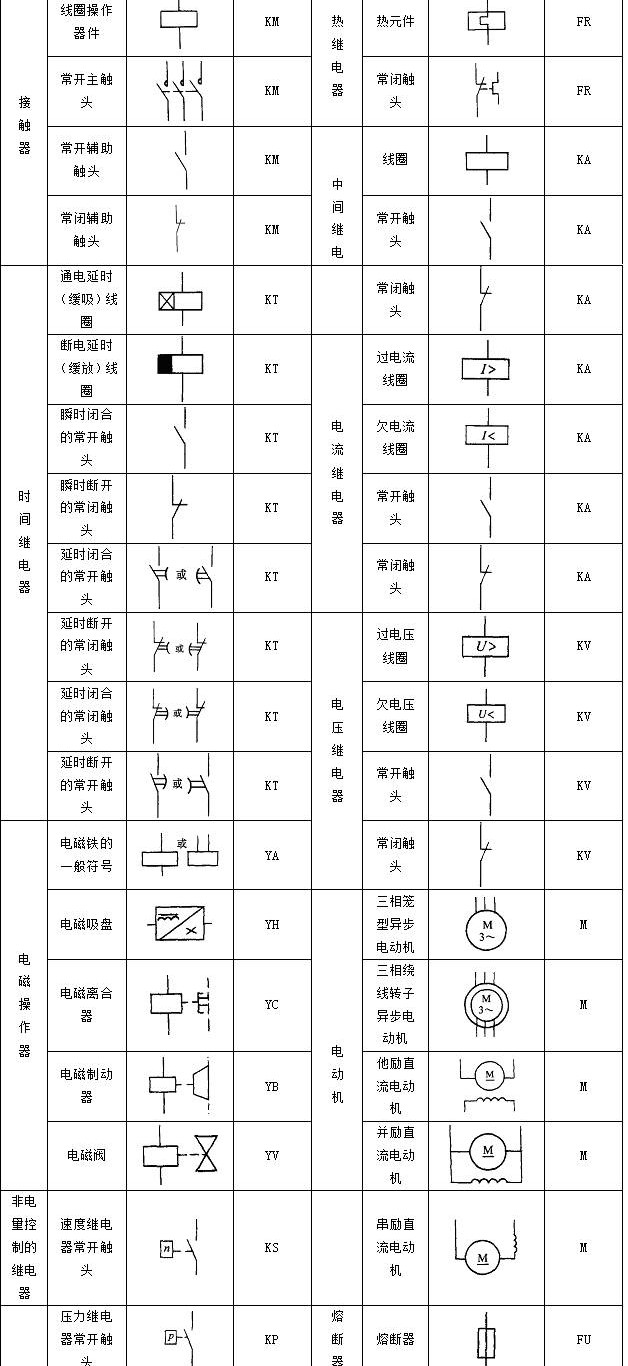 接
触
器
线圈操作
器件
KM
热
继
电
器
热元件
FR
常开主触
头
KM
常闭触
头
FR
常开辅助
触头
KM
中
间
继
电
线圈
KA
常闭辅助
触头
KM
常开触
头
KA
时
间
继
电
器
通电延时
（缓吸）线
圈
KT
常闭触
头
KA
断电延时
（缓放）线
圈
KT
电
流
继
电
器
过电流
线圈
I>
KA
瞬时闭合
的常开触
头
KT
欠电流
线圈
I<
KA
瞬时断开
的常闭触
头
KT
常开触
头
KA
延时闭合
的常开触
头
或
KT
常闭触
头
KA
延时断开
的常闭触
头
或
KT
电
压
继
电
器
过电压
线圈
U>
KV
延时闭合
的常闭触
头
或
KT
欠电压
线圈
U<
KV
延时断开
的常开触
头
或
KT
常开触
头
KV
电
磁
操
作
器
电磁铁的
一般符号
或
YA
常闭触
头
KV
电磁吸盘
YH
电
动
机
三相笼
型异步
电动机
M
3~
M
电磁离合
器
YC
三相绕
线转子
异步电
动机
M
3~
M
电磁制动
器
YB
他励直
流电动
机
M
M
电磁阀
YV
并励直
流电动
机
M
M
非电
量控
制的
继电
器
速度继电
器常开触
头
n
KS
串励直
流电动
机
M
M
压力继电
器常开触
头
p
KP
熔
断
器
熔断器
FU